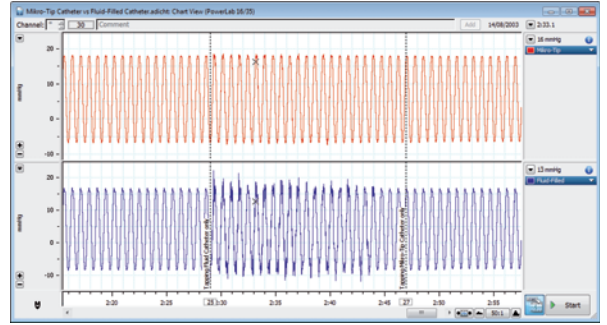 Mikro-Tip Catheter vs Fluid-Filled Catheter.adicht: Chart View (PowerLab 16/35)
Channel: * 30 Comment Add 14/08/2003 2:33.1
20
10
0
-10
mmHg
16 mmHg
Mikro-Tip
20
10
0
-10
mmHg
13 mmHg
Fluid-Filled
Tapping Fluid Catheter only
Tapping Mikro-Tip Catheter only
2:20 2:25 23 2:30 2:35 2:40 2:45 27 2:50 2:55
50:1
Start